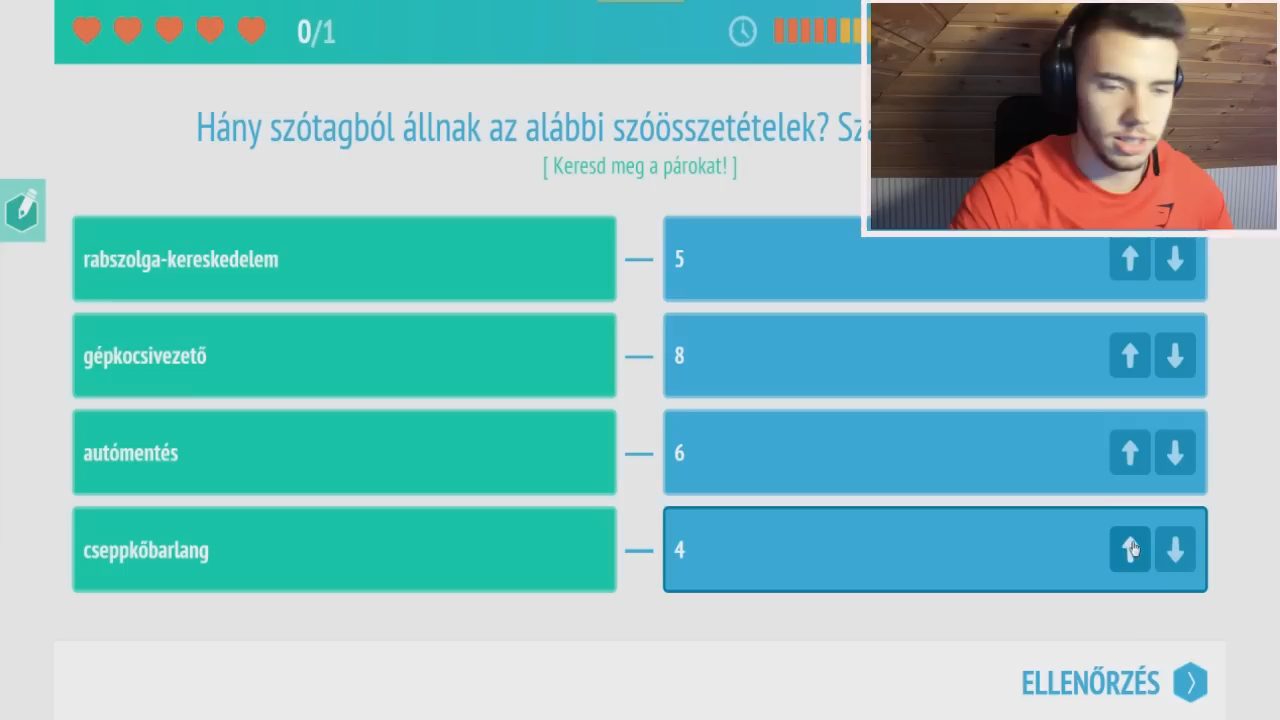 0/1
Hány szótagból állnak az alábbi szóösszetételek?
[ Keresd meg a párokat! ]
rabszolga-kereskedelem
5
gépkocsivezető
8
autómentés
6
cseppkőbarlang
4
ELLENŐRZÉS